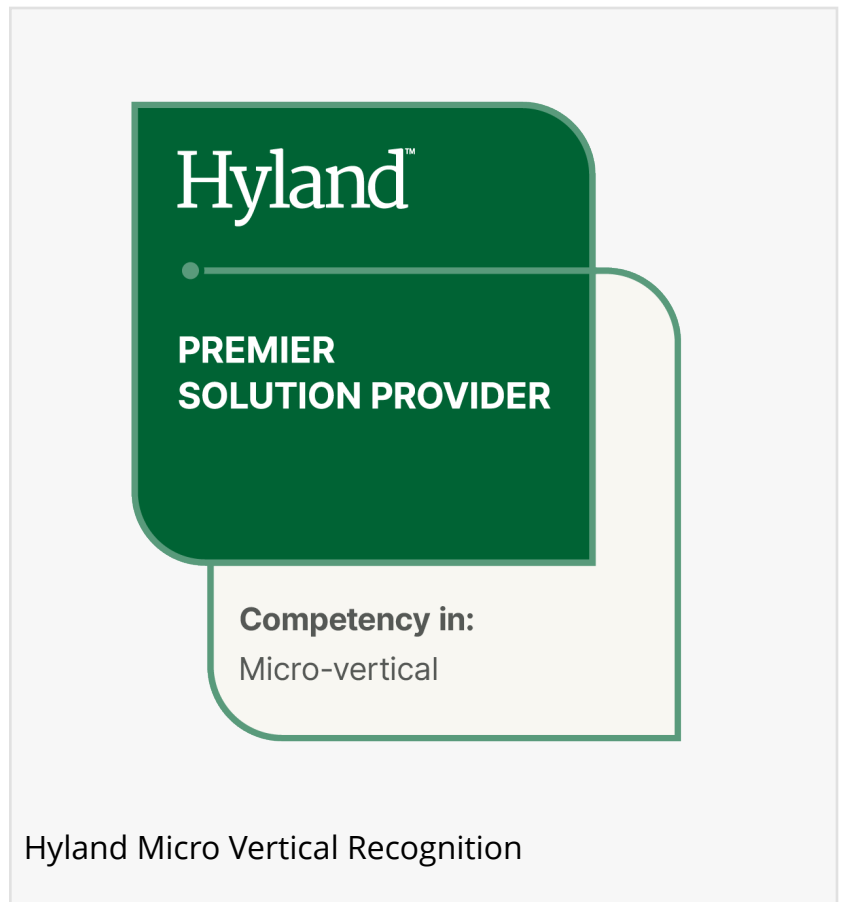 Hyland™
PREMIER
SOLUTION PROVIDER
Competency in:
Micro-vertical
Hyland Micro Vertical Recognition